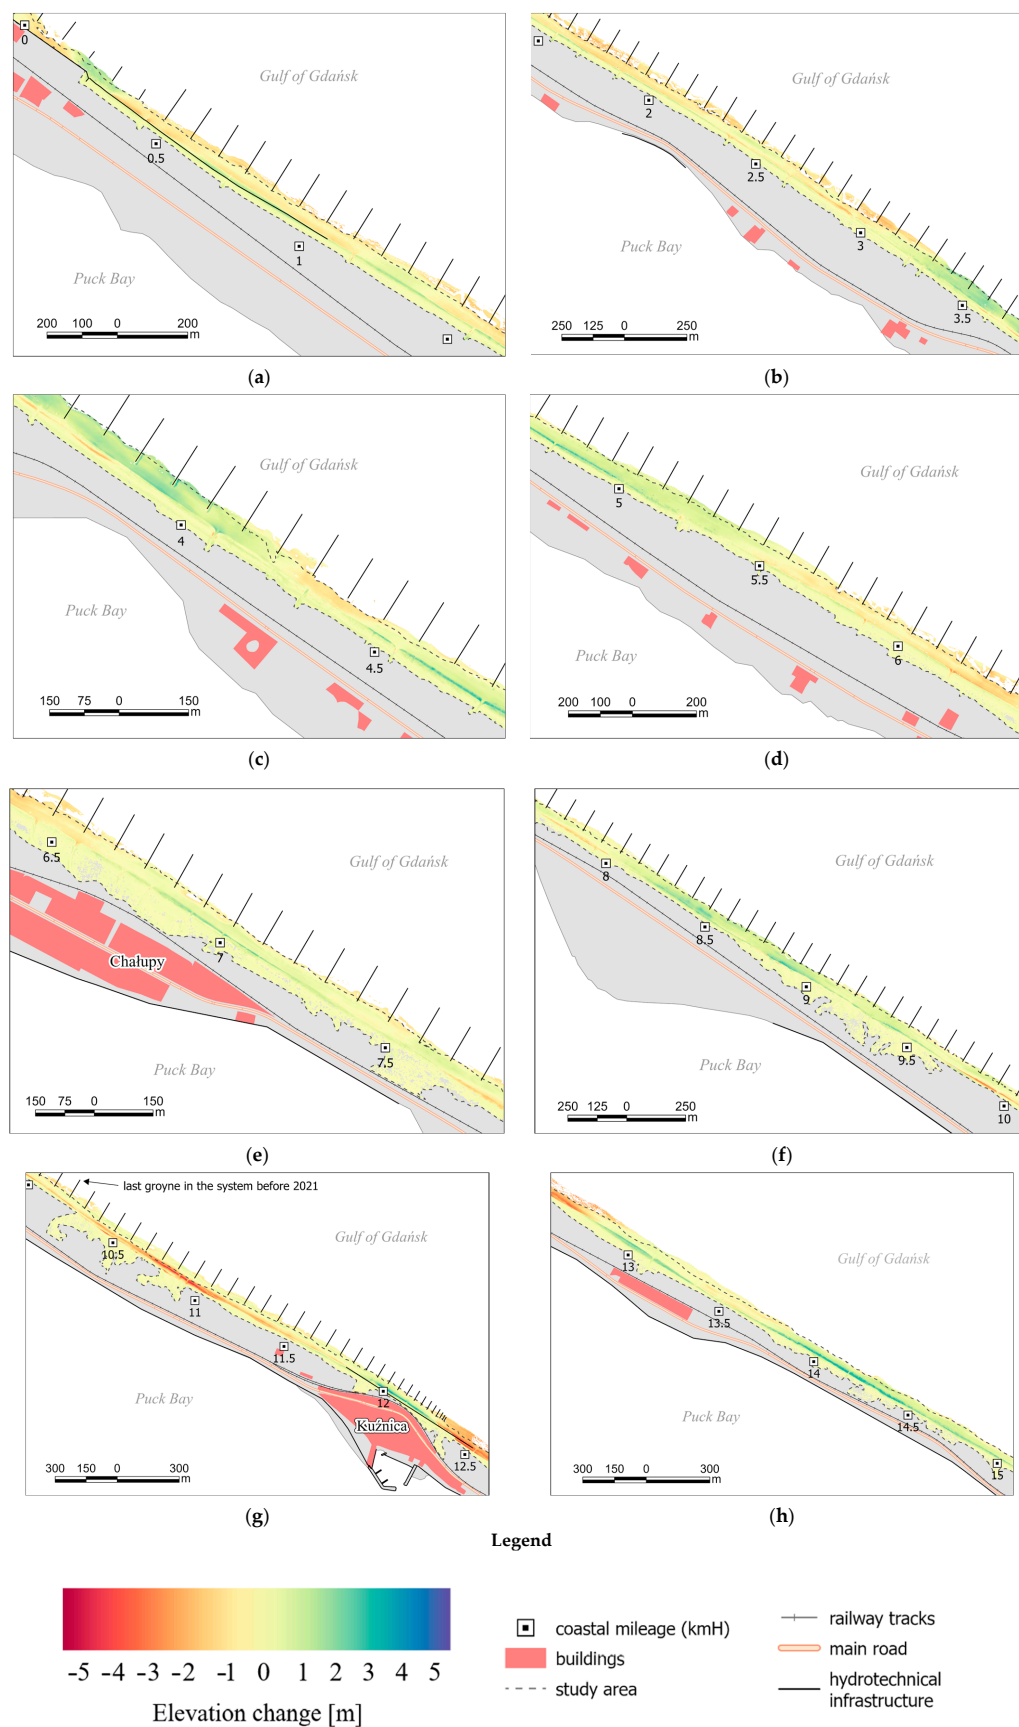 Gulf of Gdańsk
0
0.5
1
Puck Bay
200 100 0 200
m
(a)
Gulf of Gdańsk
2
2.5
3
3.5
Puck Bay
250 125 0 250
m
(b)
Gulf of Gdańsk
4
4.5
Puck Bay
150 75 0 150
m
(c)
Gulf of Gdańsk
5
5.5
6
Puck Bay
200 100 0 200
m
(d)
Gulf of Gdańsk
6.5
7
7.5
Chałupy
Puck Bay
150 75 0 150
m
(e)
Gulf of Gdańsk
8
8.5
9
9.5
10
Puck Bay
250 125 0 250
m
(f)
last groyne in the system before 2021
Gulf of Gdańsk
10.5
11
11.5
12
12.5
Kuźnica
Puck Bay
300 150 0 300
m
(g)
Gulf of Gdańsk
13
13.5
14
14.5
15
Puck Bay
300 150 0 300
m
(h)
Legend
-5 -4 -3 -2 -1 0 1 2 3 4 5
Elevation change [m]
coastal mileage (kmH)
buildings
study area
railway tracks
main road
hydrotechnical
infrastructure